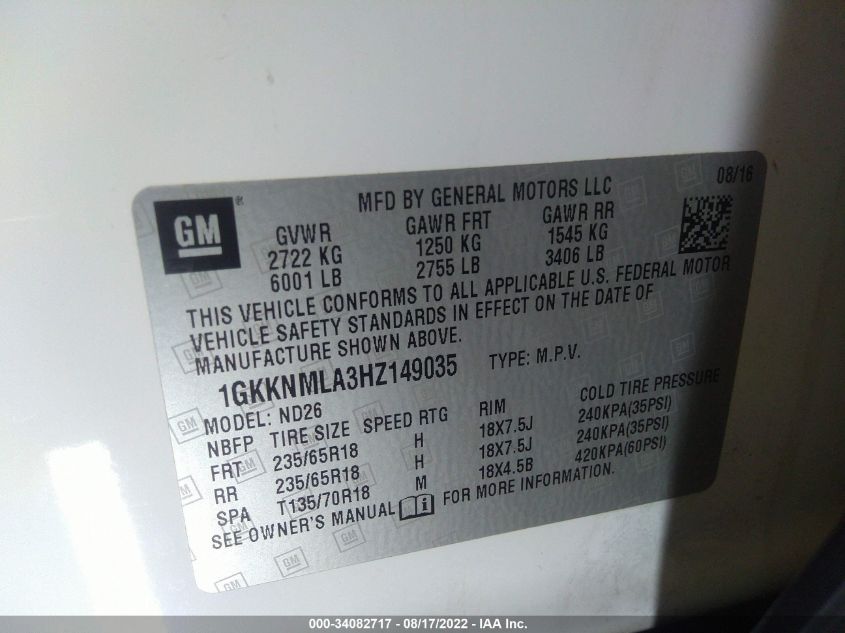 08/16
MFD BY GENERAL MOTORS LLC
GM®
GVWR GAWR FRT GAWR RR
2722 KG 1250 KG 1545 KG
6001 LB 2755 LB 3406 LB
THIS VEHICLE CONFORMS TO ALL APPLICABLE U.S. FEDERAL MOTOR
VEHICLE SAFETY STANDARDS IN EFFECT ON THE DATE OF
MANUFACTURE SHOWN ABOVE.
1GKKNMLA3HZ149035 TYPE: M.P.V.
MODEL: ND26
NBFP TIRE SIZE SPEED RTG RIM COLD TIRE PRESSURE
FRT 235/65R18 H 18X7.5J 240KPA(35PSI)
RR 235/65R18 H 18X7.5J 240KPA(35PSI)
SPA T135/70R18 M 18X4.5B 420KPA(60PSI)
SEE OWNER'S MANUAL i FOR MORE INFORMATION.
000-34082717 - 08/17/2022 - IAA Inc.